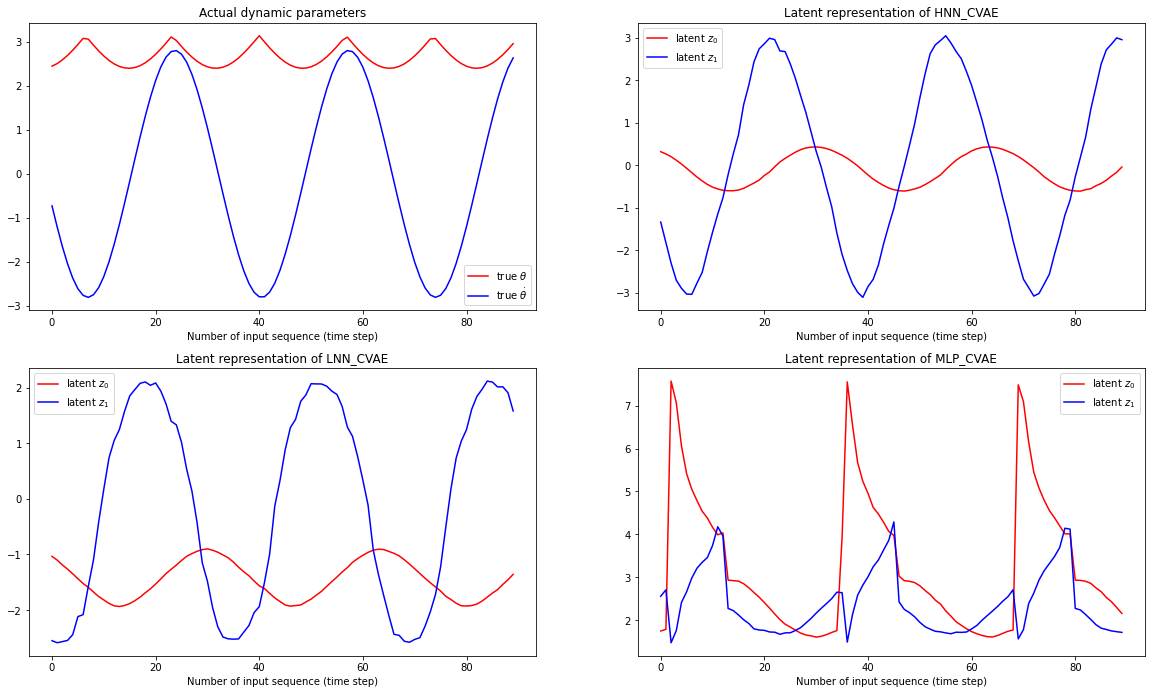 Actual dynamic parameters
3
2
1
0
−1
−2
−3
true θ
true θ̇
0 20 40 60 80
Number of input sequence (time step)
Latent representation of HNN_CVAE
latent z₀
latent z₁
3
2
1
0
−1
−2
−3
0 20 40 60 80
Number of input sequence (time step)
Latent representation of LNN_CVAE
latent z₀
latent z₁
2
1
0
−1
−2
0 20 40 60 80
Number of input sequence (time step)
Latent representation of MLP_CVAE
latent z₀
latent z₁
7
6
5
4
3
2
0 20 40 60 80
Number of input sequence (time step)